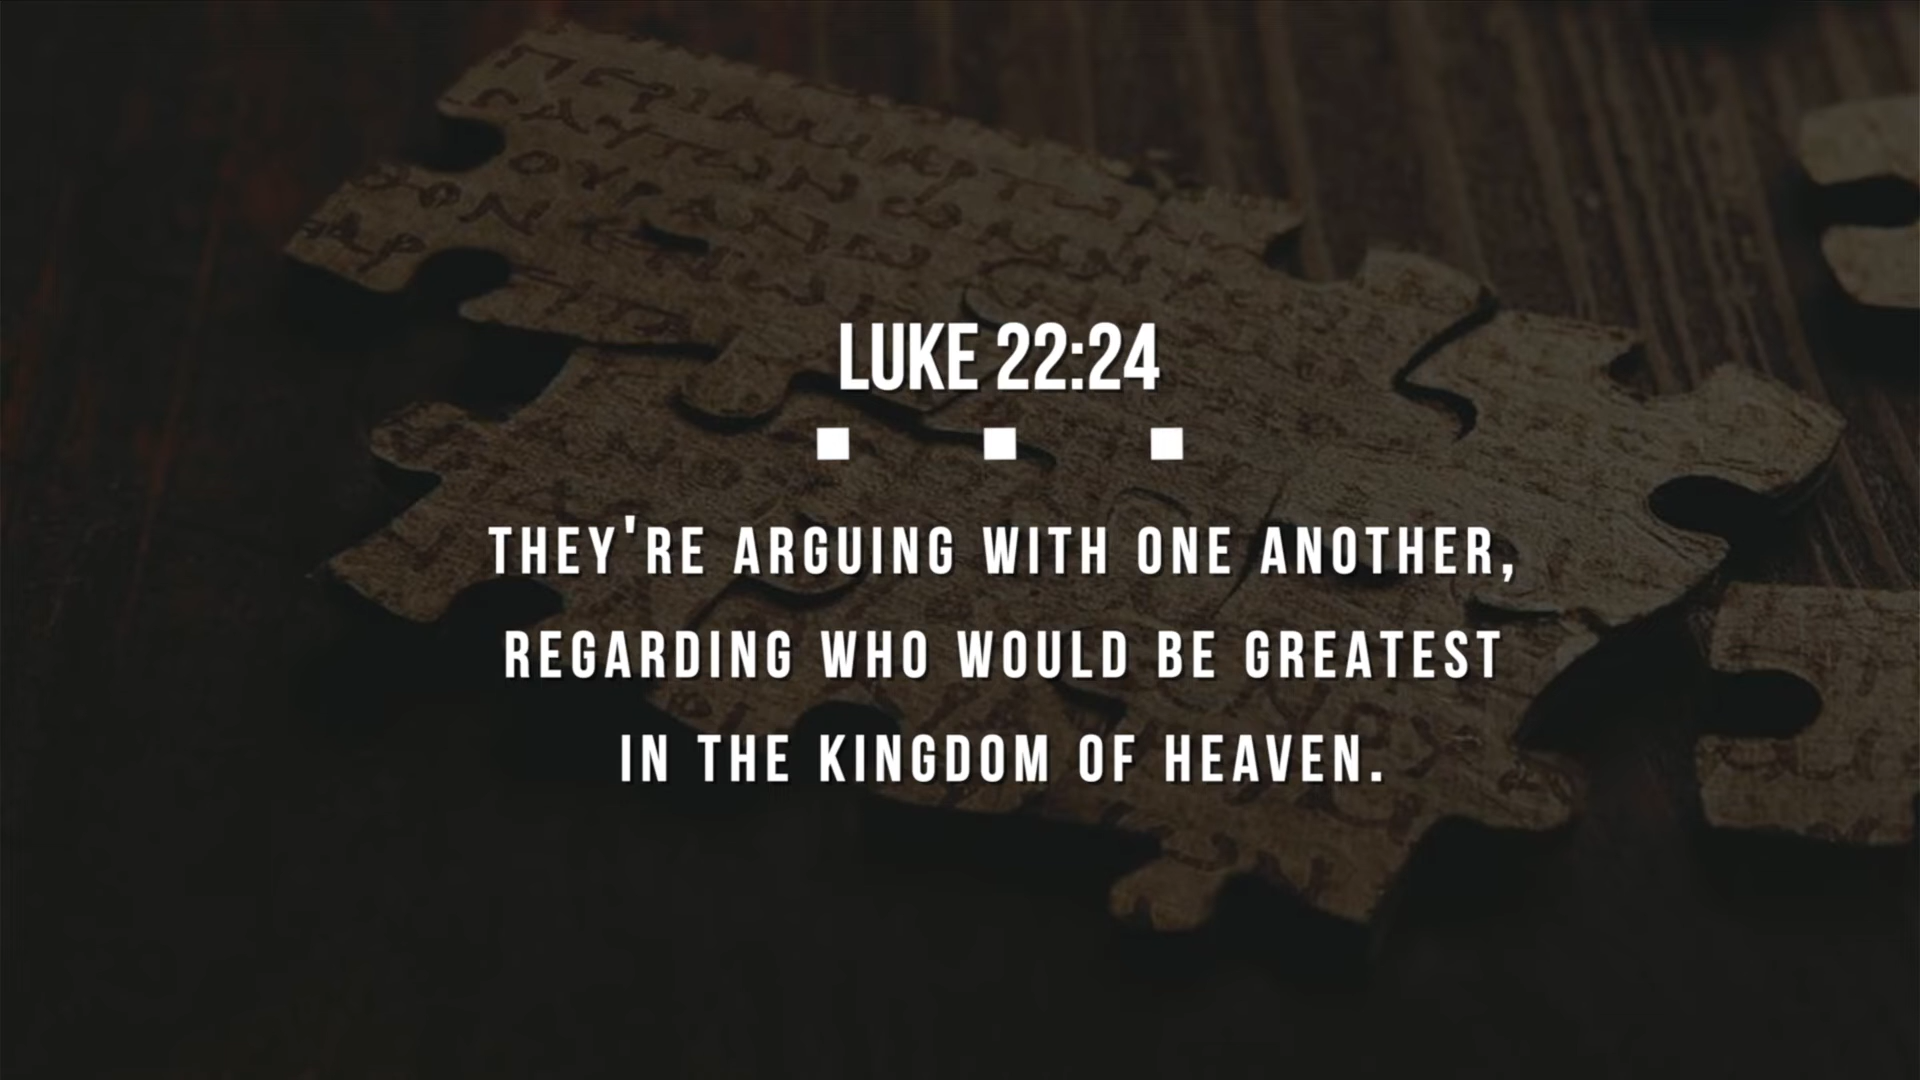 LUKE 22:24
THEY'RE ARGUING WITH ONE ANOTHER,
REGARDING WHO WOULD BE GREATEST
IN THE KINGDOM OF HEAVEN.